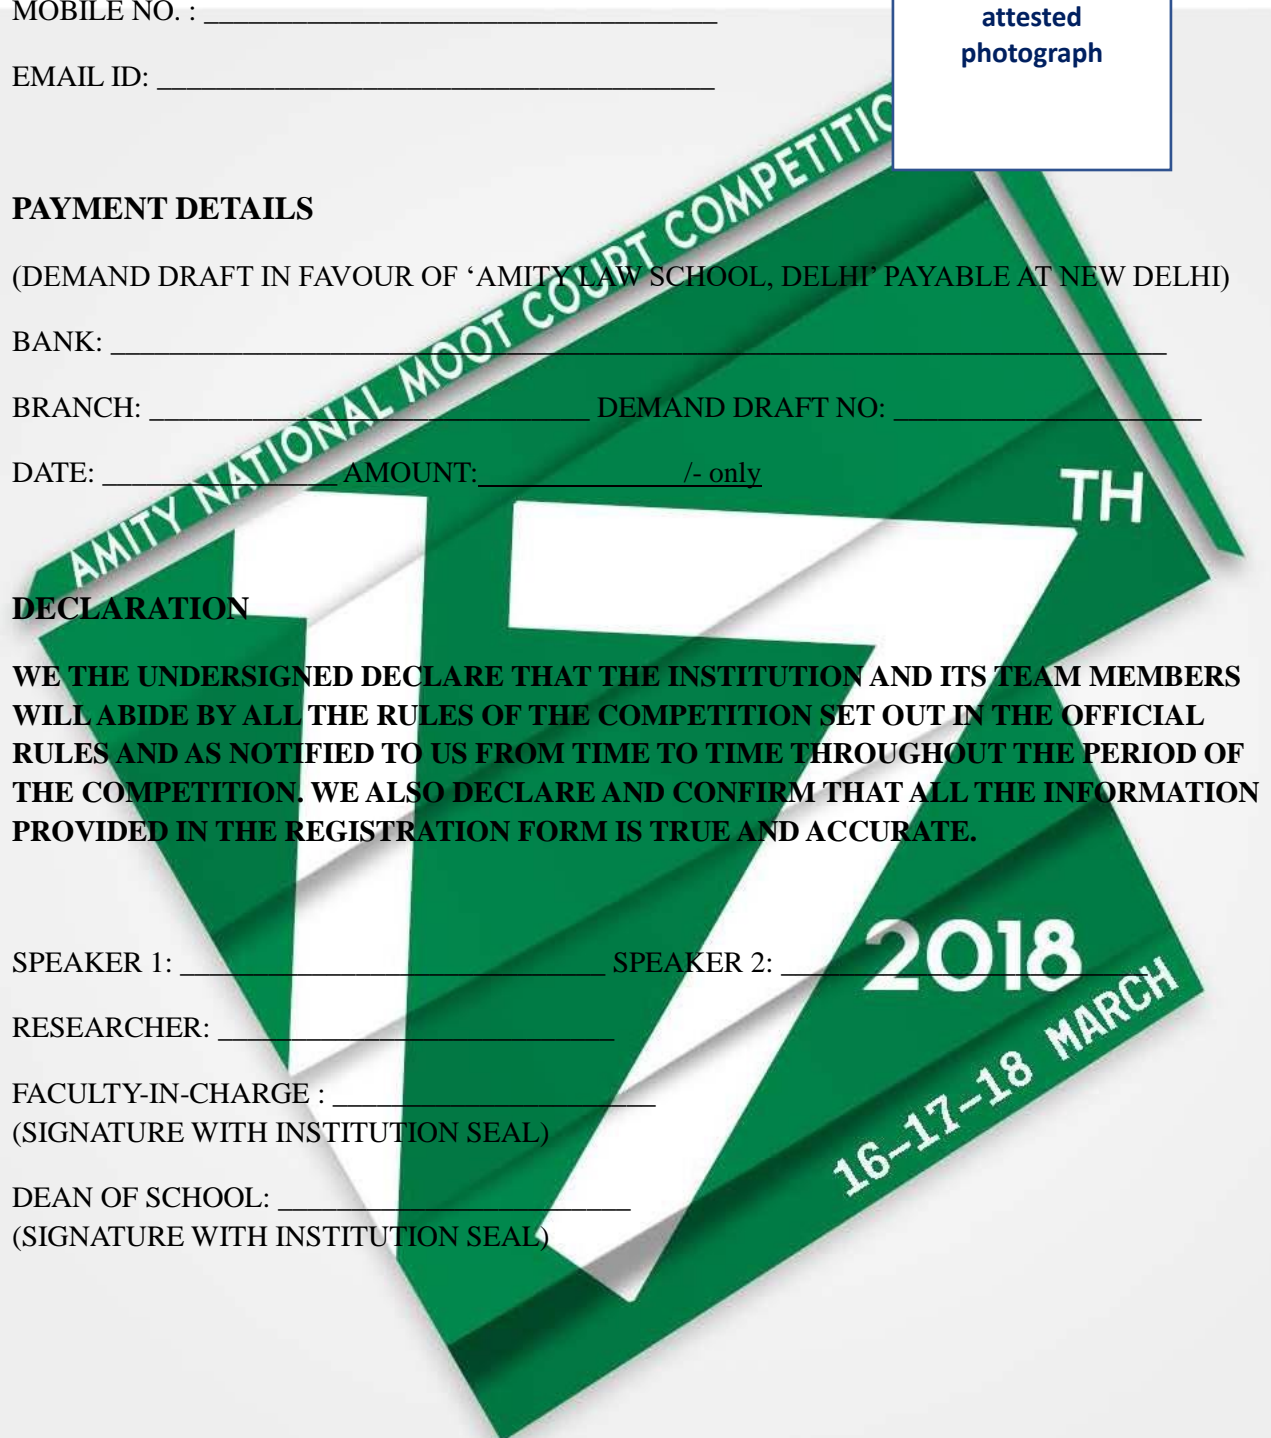 MOBILE NO. : ___________________________________
attested
photograph
EMAIL ID: ______________________________________
PAYMENT DETAILS
(DEMAND DRAFT IN FAVOUR OF ‘AMITY LAW SCHOOL, DELHI’ PAYABLE AT NEW DELHI)
BANK: ________________________________________________________________________
BRANCH: ______________________________ DEMAND DRAFT NO: _____________________
DATE: ________________ AMOUNT:______________/- only
AMITY NATIONAL MOOT COURT COMPETITIO
17
TH
DECLARATION
WE THE UNDERSIGNED DECLARE THAT THE INSTITUTION AND ITS TEAM MEMBERS
WILL ABIDE BY ALL THE RULES OF THE COMPETITION SET OUT IN THE OFFICIAL
RULES AND AS NOTIFIED TO US FROM TIME TO TIME THROUGHOUT THE PERIOD OF
THE COMPETITION. WE ALSO DECLARE AND CONFIRM THAT ALL THE INFORMATION
PROVIDED IN THE REGISTRATION FORM IS TRUE AND ACCURATE.
SPEAKER 1: _____________________________ SPEAKER 2: ________________________
2018
16-17-18 MARCH
RESEARCHER: ___________________________
FACULTY-IN-CHARGE : ______________________
(SIGNATURE WITH INSTITUTION SEAL)
DEAN OF SCHOOL: ________________________
(SIGNATURE WITH INSTITUTION SEAL)